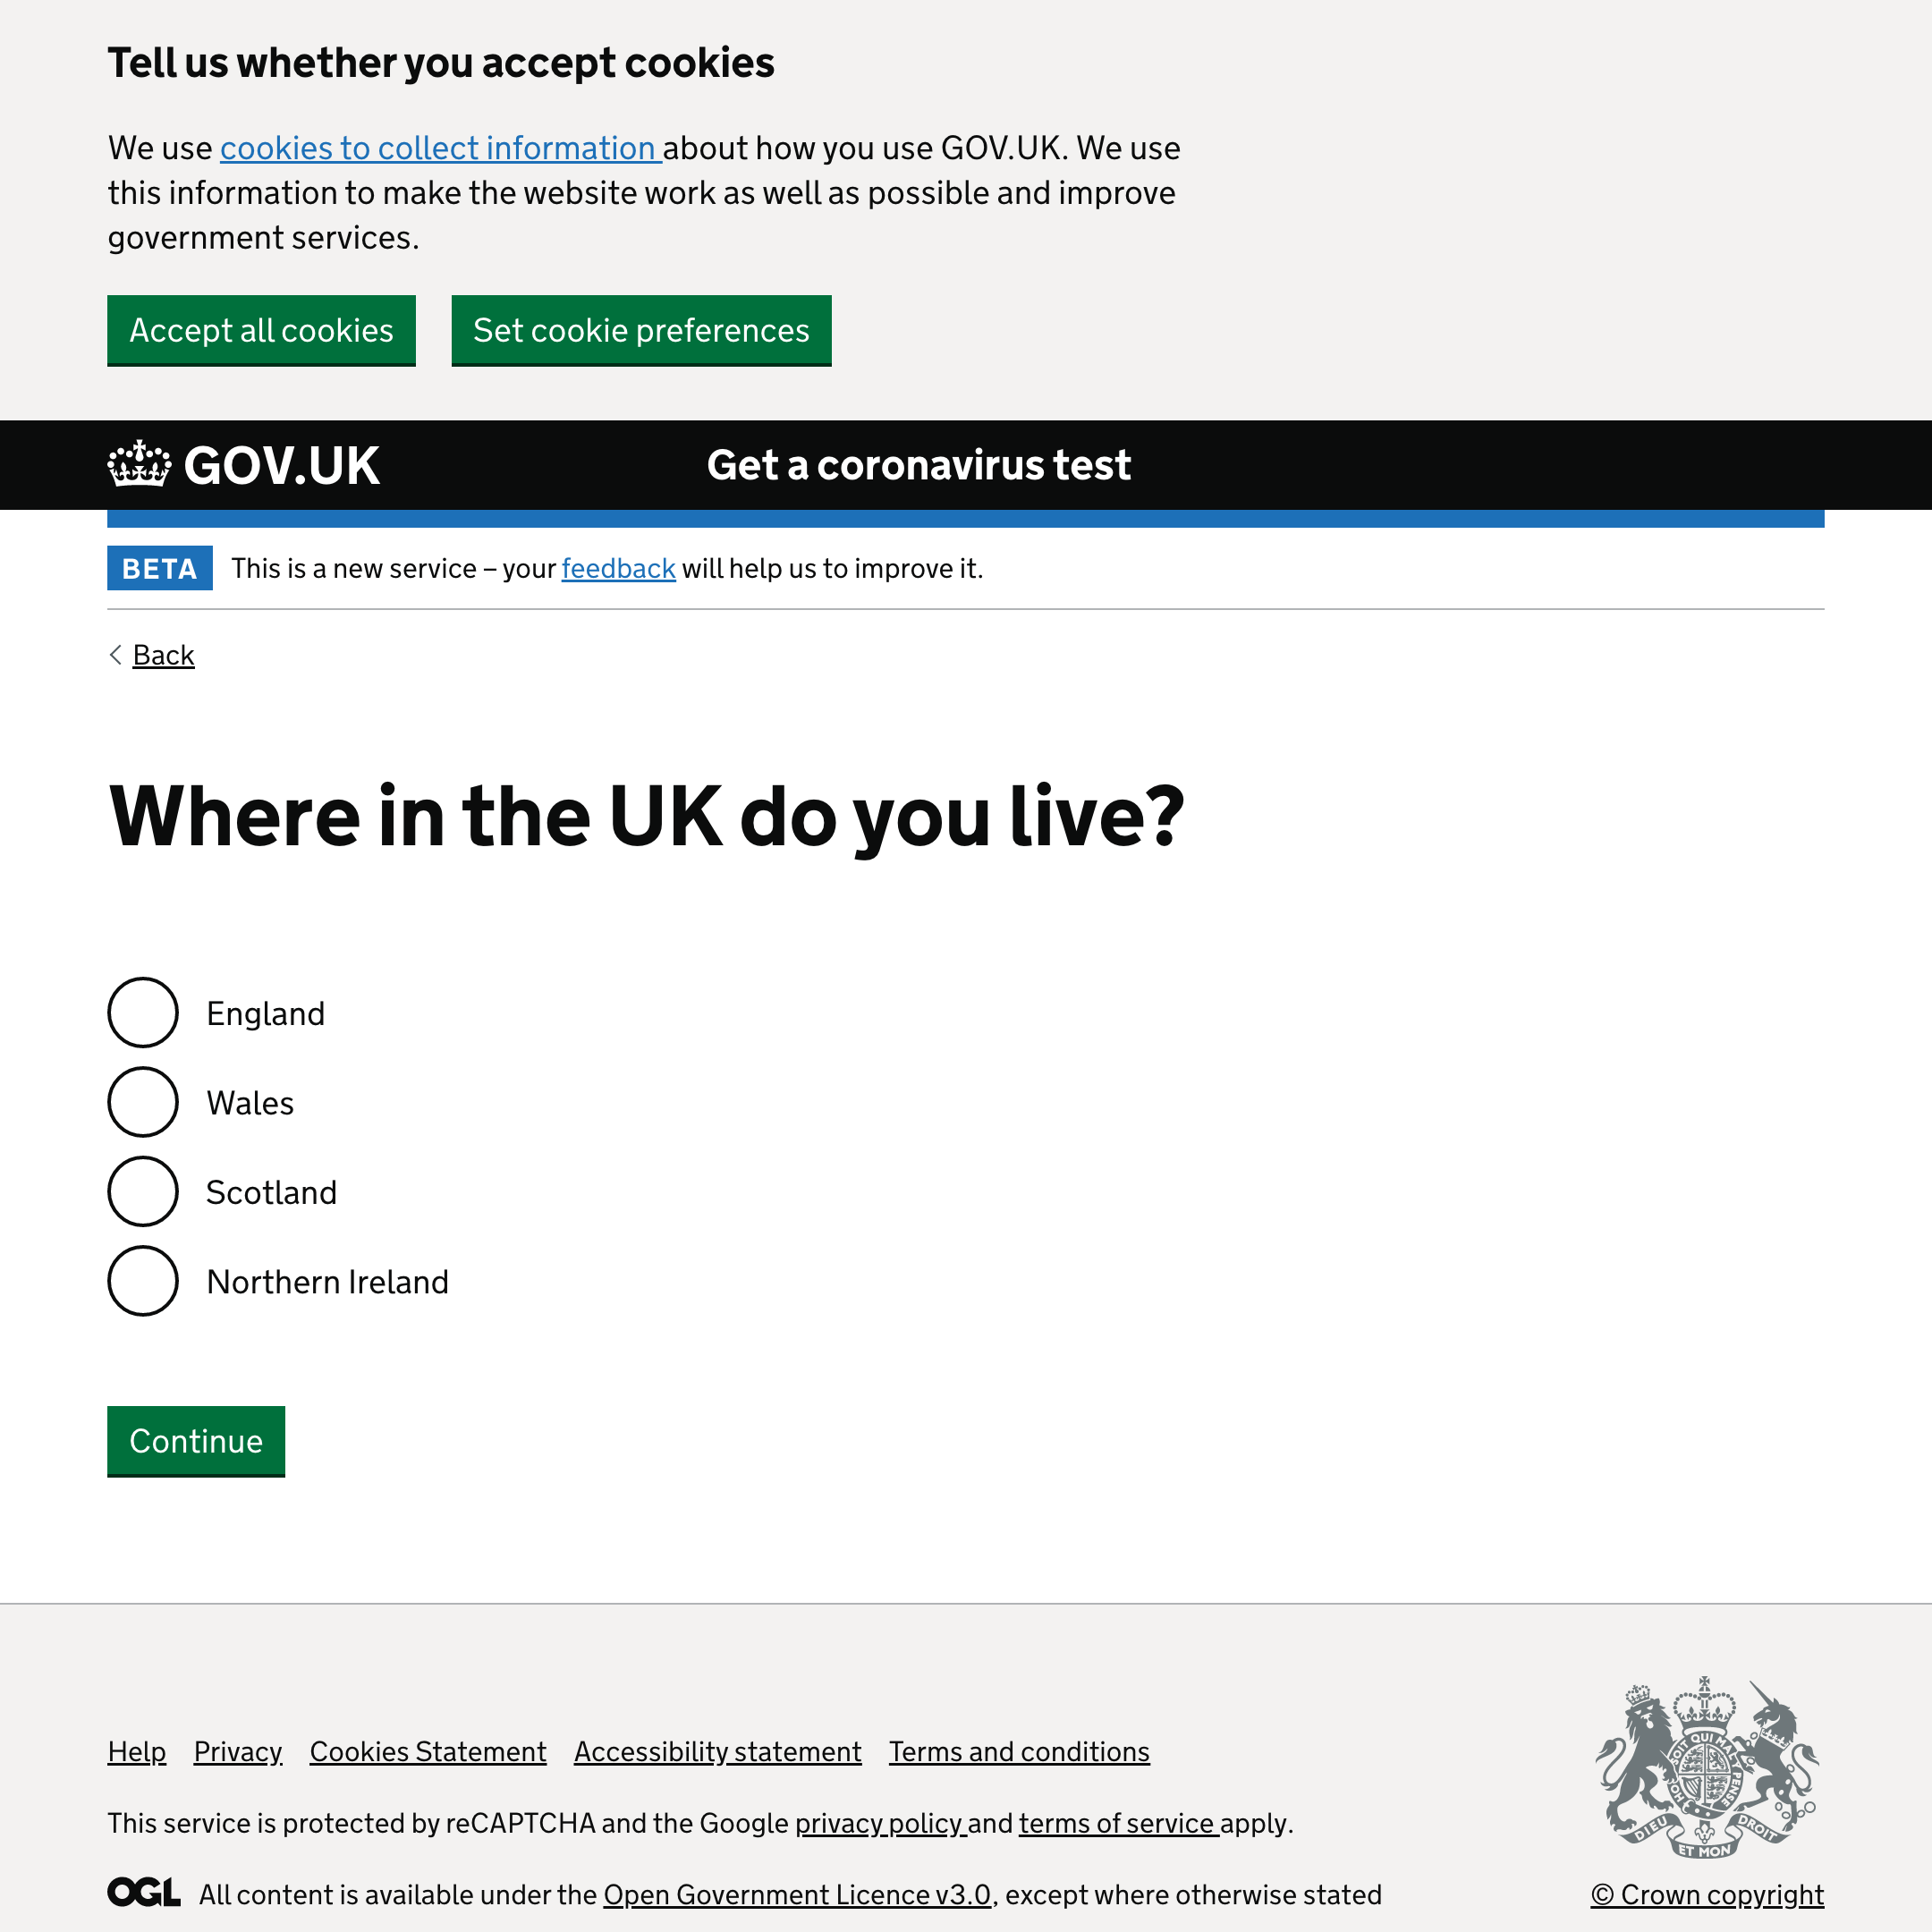 Tell us whether you accept cookies
We use cookies to collect information about how you use GOV.UK. We use
this information to make the website work as well as possible and improve
government services.
Accept all cookies
Set cookie preferences
GOV.UK
Get a coronavirus test
BETA
This is a new service – your feedback will help us to improve it.
Back
Where in the UK do you live?
England
Wales
Scotland
Northern Ireland
Continue
Help Privacy Cookies Statement Accessibility statement Terms and conditions
This service is protected by reCAPTCHA and the Google privacy policy and terms of service apply.
OGL All content is available under the Open Government Licence v3.0, except where otherwise stated
SOIT QUI MAL Y PENSE
HONI
DIEU ET MON DROIT
© Crown copyright